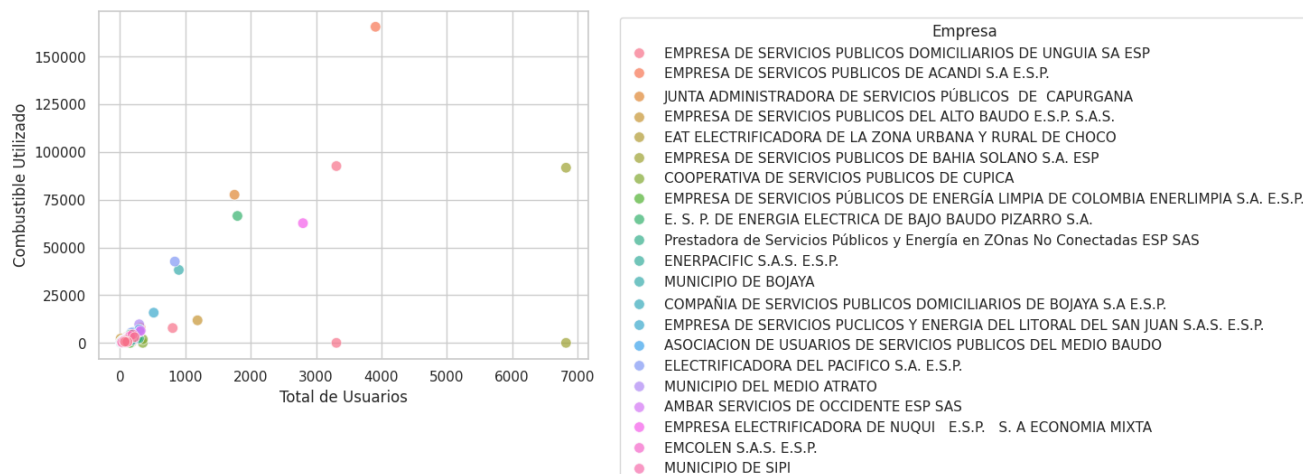 150000
125000
100000
75000
50000
25000
0
Combustible Utilizado
0 1000 2000 3000 4000 5000 6000 7000
Total de Usuarios
Empresa
EMPRESA DE SERVICIOS PUBLICOS DOMICILIARIOS DE UNGUIA SA ESP
EMPRESA DE SERVICOS PUBLICOS DE ACANDI S.A E.S.P.
JUNTA ADMINISTRADORA DE SERVICIOS PÚBLICOS DE CAPURGANA
EMPRESA DE SERVICIOS PUBLICOS DEL ALTO BAUDO E.S.P. S.A.S.
EAT ELECTRIFICADORA DE LA ZONA URBANA Y RURAL DE CHOCO
EMPRESA DE SERVICIOS PUBLICOS DE BAHIA SOLANO S.A. ESP
COOPERATIVA DE SERVICIOS PUBLICOS DE CUPICA
EMPRESA DE SERVICIOS PÚBLICOS DE ENERGÍA LIMPIA DE COLOMBIA ENERLIMPIA S.A. E.S.P.
E. S. P. DE ENERGIA ELECTRICA DE BAJO BAUDO PIZARRO S.A.
Prestadora de Servicios Públicos y Energía en ZOnas No Conectadas ESP SAS
ENERPACIFIC S.A.S. E.S.P.
MUNICIPIO DE BOJAYA
COMPAÑIA DE SERVICIOS PUBLICOS DOMICILIARIOS DE BOJAYA S.A E.S.P.
EMPRESA DE SERVICIOS PUCLICOS Y ENERGIA DEL LITORAL DEL SAN JUAN S.A.S. E.S.P.
ASOCIACION DE USUARIOS DE SERVICIOS PUBLICOS DEL MEDIO BAUDO
ELECTRIFICADORA DEL PACIFICO S.A. E.S.P.
MUNICIPIO DEL MEDIO ATRATO
AMBAR SERVICIOS DE OCCIDENTE ESP SAS
EMPRESA ELECTRIFICADORA DE NUQUI E.S.P. S. A ECONOMIA MIXTA
EMCOLEN S.A.S. E.S.P.
MUNICIPIO DE SIPI